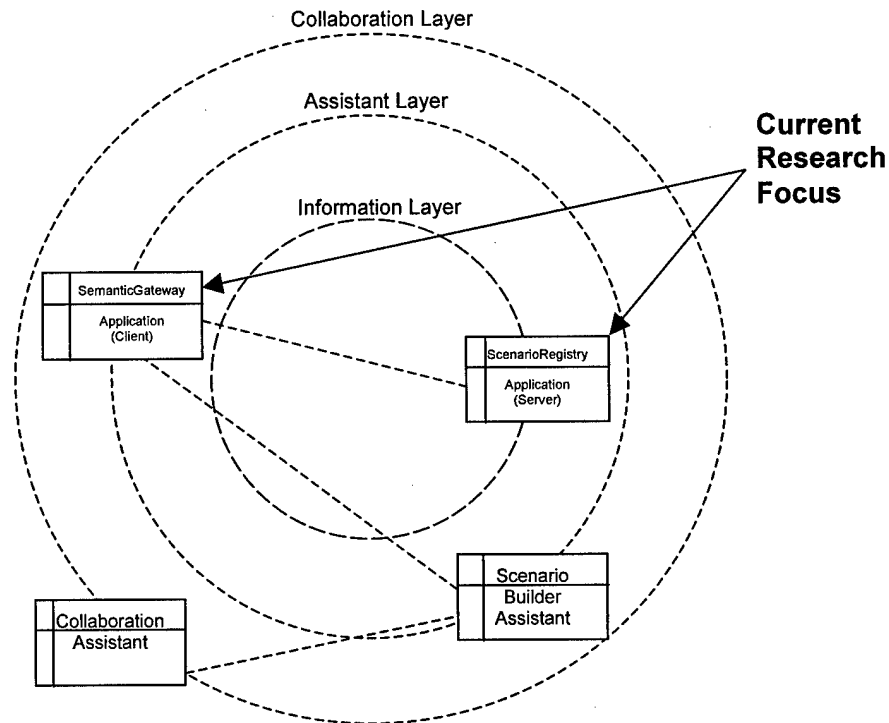 Collaboration Layer
Assistant Layer
Information Layer
Current
Research
Focus
SemanticGateway
Application
(Client)
ScenarioRegistry
Application
(Server)
Scenario
Builder
Assistant
Collaboration
Assistant